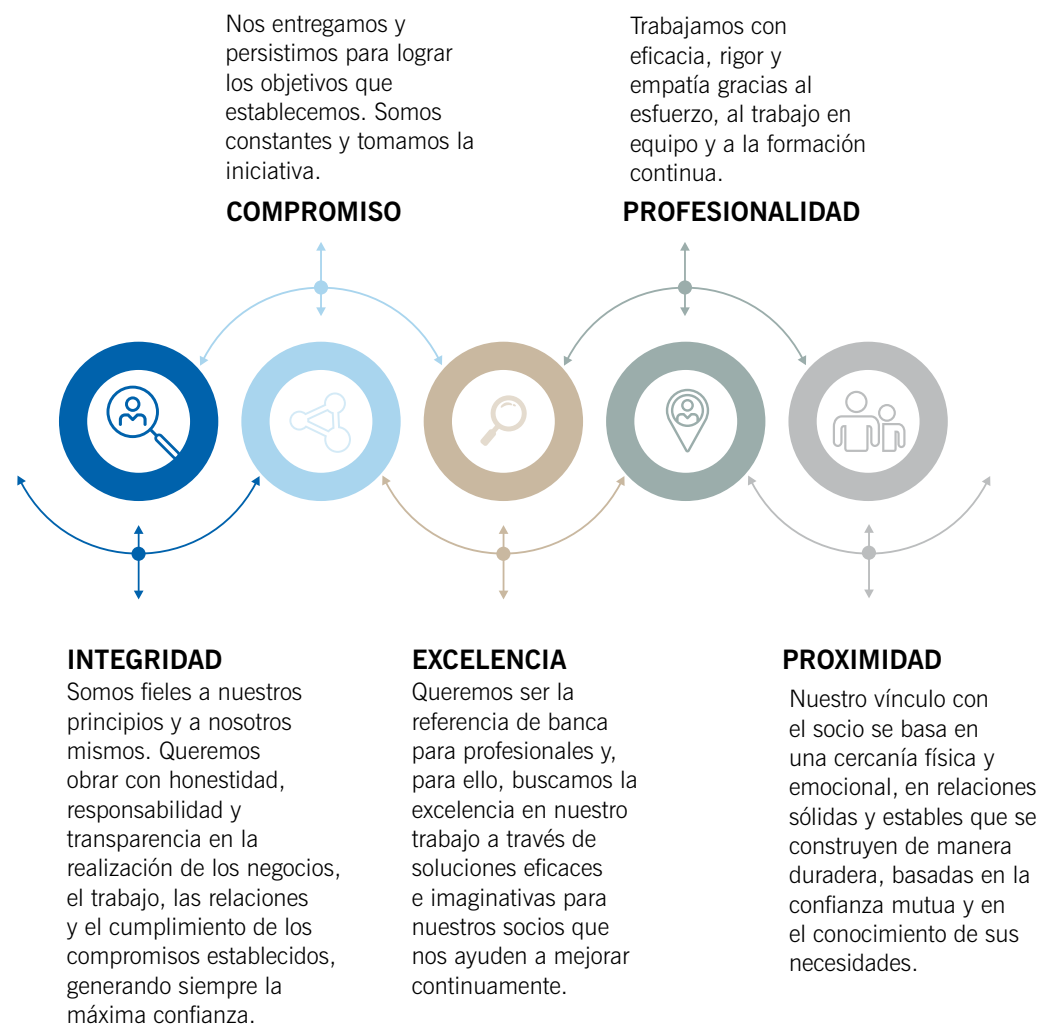 Nos entregamos y
persistimos para lograr
los objetivos que
establecemos. Somos
constantes y tomamos la
iniciativa.
COMPROMISO
Trabajamos con
eficacia, rigor y
empatía gracias al
esfuerzo, al trabajo en
equipo y a la formación
continua.
PROFESIONALIDAD
INTEGRIDAD
Somos fieles a nuestros
principios y a nosotros
mismos. Queremos
obrar con honestidad,
responsabilidad y
transparencia en la
realización de los negocios,
el trabajo, las relaciones
y el cumplimiento de los
compromisos establecidos,
generando siempre la
máxima confianza.
EXCELENCIA
Queremos ser la
referencia de banca
para profesionales y,
para ello, buscamos la
excelencia en nuestro
trabajo a través de
soluciones eficaces
e imaginativas para
nuestros socios que
nos ayuden a mejorar
continuamente.
PROXIMIDAD
Nuestro vínculo con
el socio se basa en
una cercanía física y
emocional, en relaciones
sólidas y estables que se
construyen de manera
duradera, basadas en la
confianza mutua y en
el conocimiento de sus
necesidades.